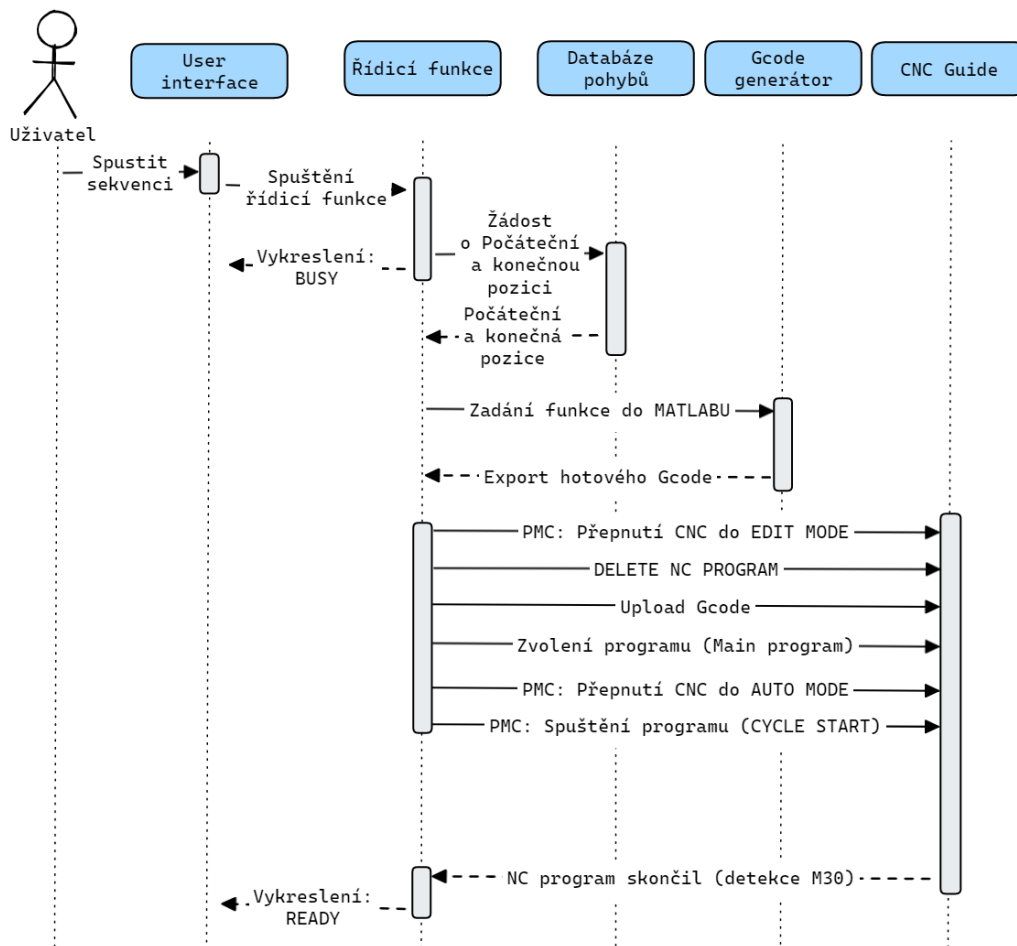 User
interface
Řídicí funkce
Databáze
pohybů
Gcode
generátor
CNC Guide
Uživatel
Spustit
sekvenci
Spuštění
řídicí funkce
Žádost
o Počáteční
a konečnou
pozici
Vykreslení:
BUSY
Počáteční
a konečná
pozice
Zadání funkce do MATLABU
Export hotového Gcode
PMC: Přepnutí CNC do EDIT MODE
DELETE NC PROGRAM
Upload Gcode
Zvolení programu (Main program)
PMC: Přepnutí CNC do AUTO MODE
PMC: Spuštění programu (CYCLE START)
NC program skončil (detekce M30)
Vykreslení:
READY